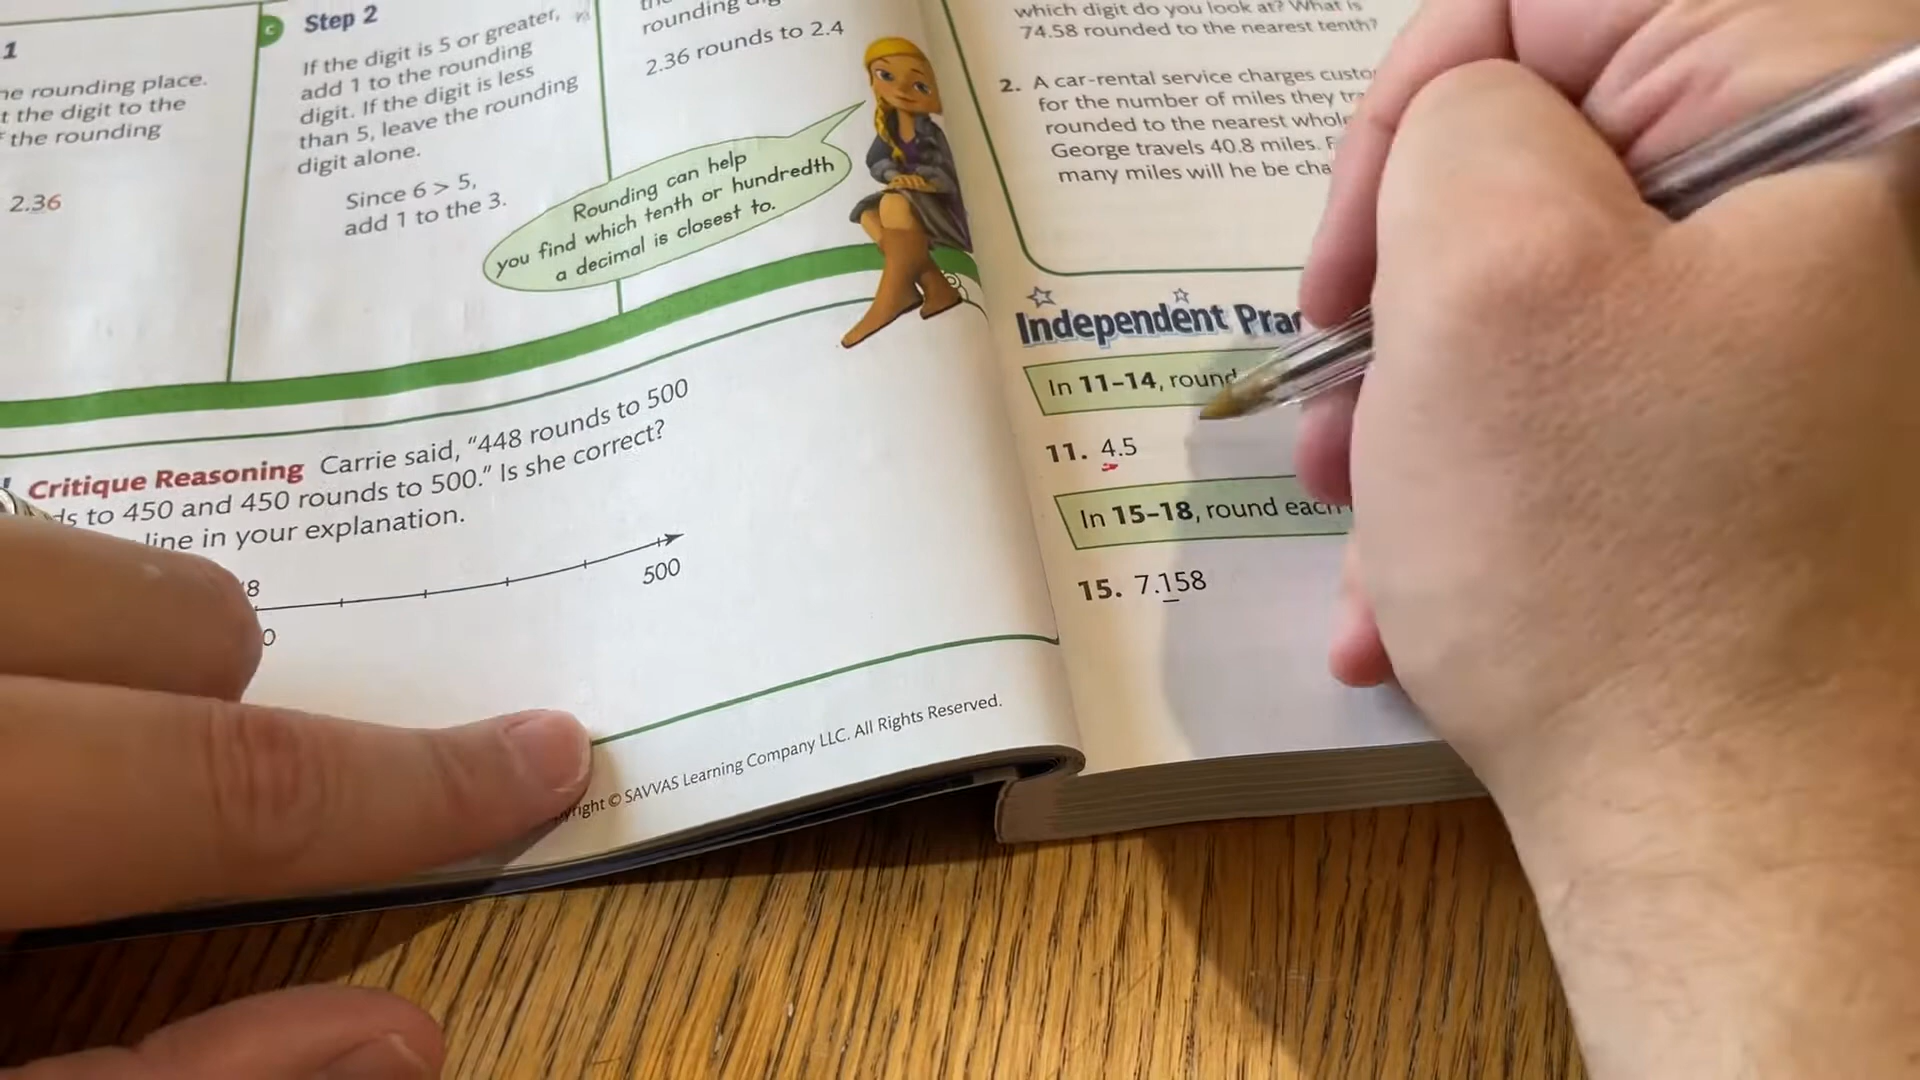 1
rounding place.
the digit to the
the rounding
2.36
C
Step 2
If the digit is 5 or greater,
add 1 to the rounding
digit. If the digit is less
than 5, leave the rounding
digit alone.
Since 6 > 5,
add 1 to the 3.
rounding
2.36 rounds to 2.4
Rounding can help
you find which tenth or hundredth
a decimal is closest to.
Critique Reasoning Carrie said, “448 rounds to 500
to 450 and 450 rounds to 500.” Is she correct?
line in your explanation.
8
0
500
© SAVVAS Learning Company LLC. All Rights Reserved.
which digit do you look at? What is
74.58 rounded to the nearest tenth?
2. A car-rental service charges
for the number of miles they
rounded to the nearest
George travels 40.8 miles.
many miles will he be
Independent
In 11–14, round
11. 4.5
In 15–18, round each
15. 7.158